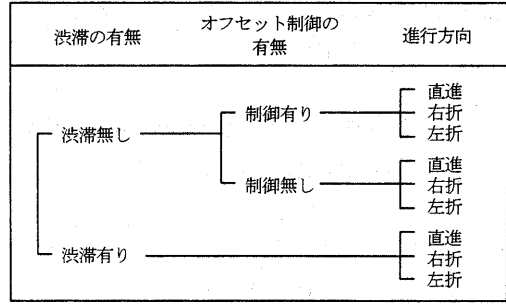 渋滞の有無
オフセット制御の
有無
進行方向
渋滞無し
制御有り
直進
右折
左折
制御無し
直進
右折
左折
渋滞有り
直進
右折
左折